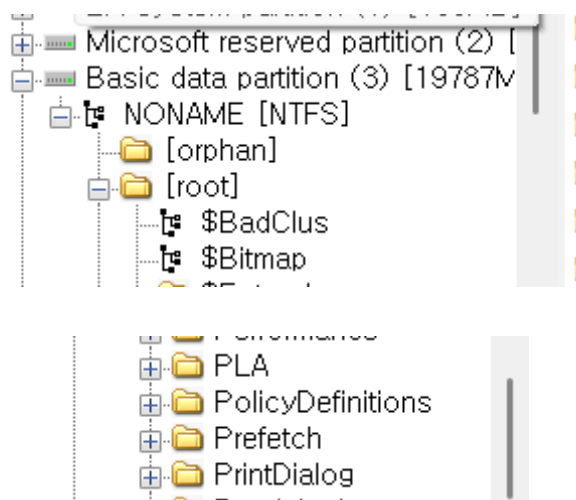 Microsoft reserved partition (2) [
Basic data partition (3) [19787M
NONAME [NTFS]
[orphan]
[root]
$BadClus
$Bitmap
PLA
PolicyDefinitions
Prefetch
PrintDialog